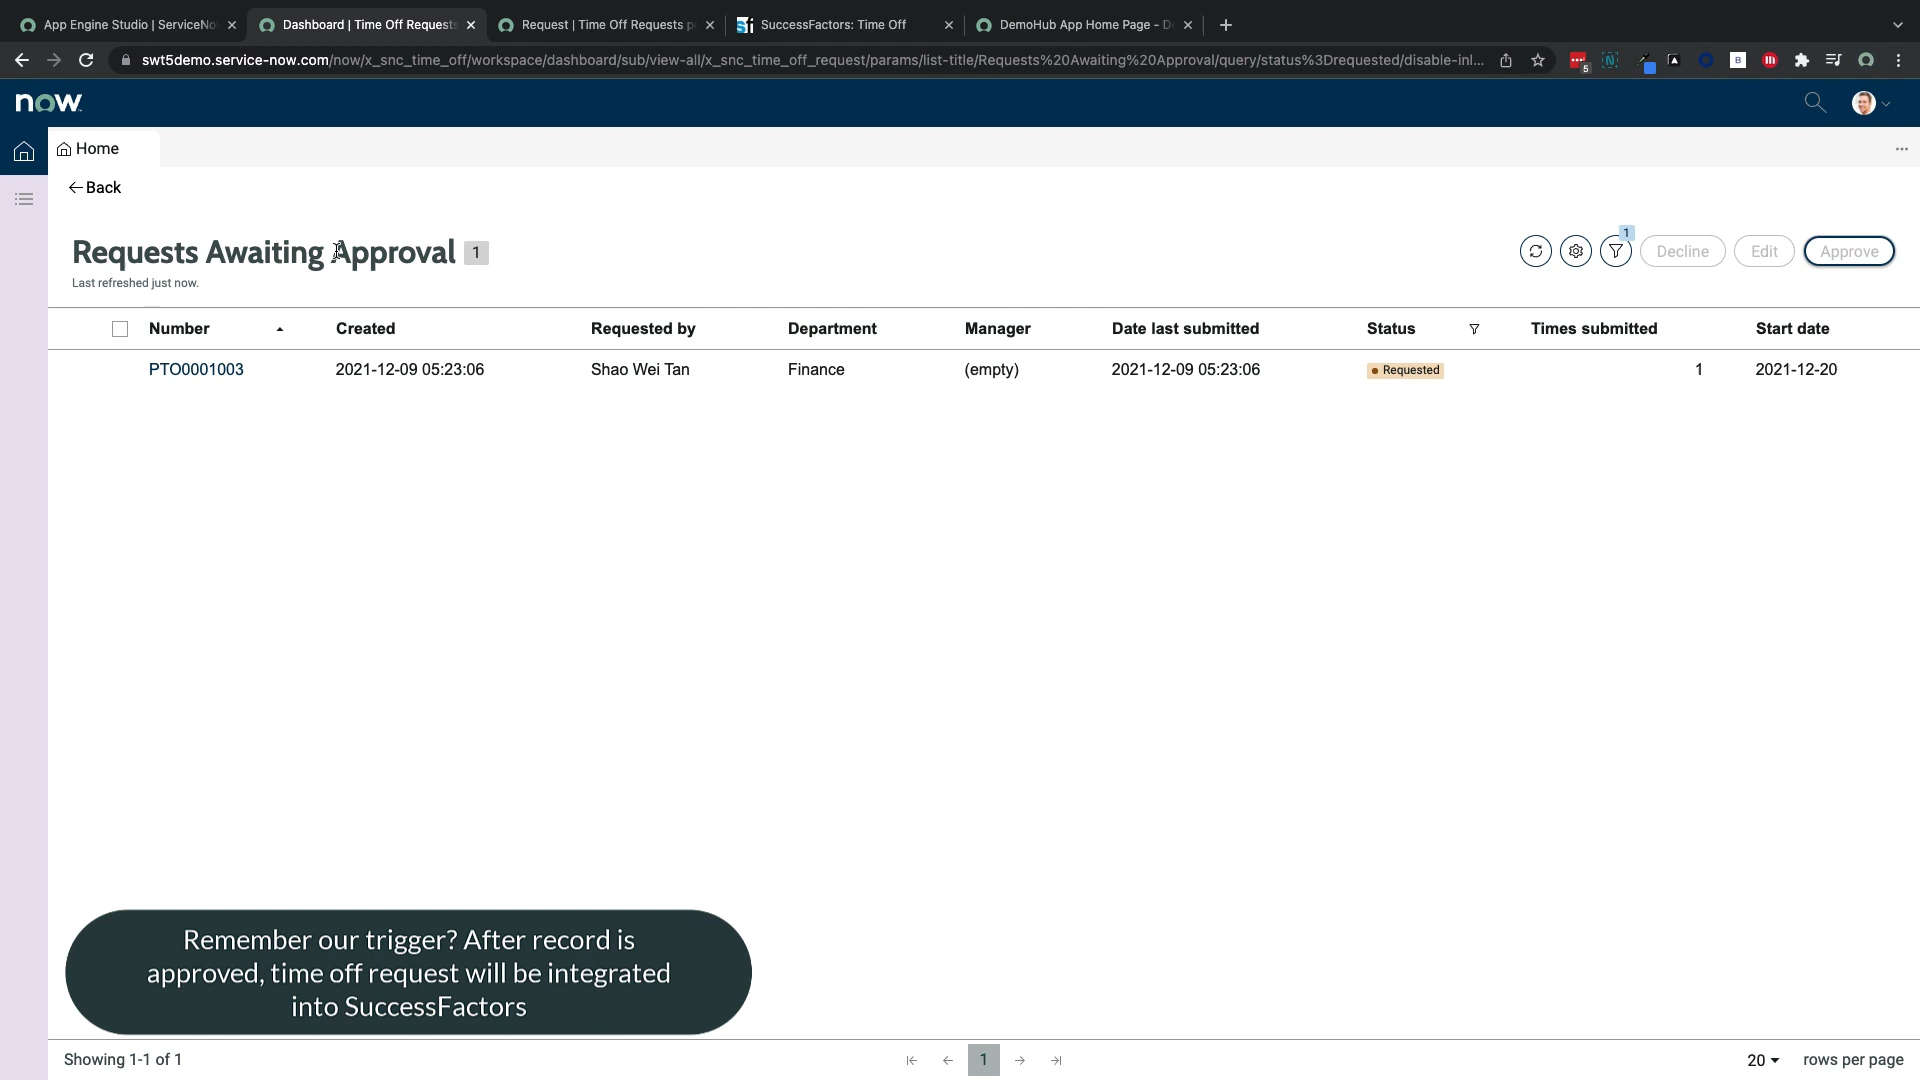 App Engine Studio | ServiceNo
Dashboard | Time Off Requests
Request | Time Off Requests p
SuccessFactors: Time Off
DemoHub App Home Page - D
swt5demo.service-now.com/now/x_snc_time_off/workspace/dashboard/sub/view-all/x_snc_time_off_request/params/list-title/Requests%20Awaiting%20Approval/query/status%3Drequested/disable-inl...
5
now
Home
Back
Requests Awaiting Approval 1
1
Decline Edit Approve
Last refreshed just now.
Number Created Requested by Department Manager Date last submitted Status Times submitted Start date
PTO0001003 2021-12-09 05:23:06 Shao Wei Tan Finance (empty) 2021-12-09 05:23:06 Requested 1 2021-12-20
Remember our trigger? After record is
approved, time off request will be integrated
into SuccessFactors
Showing 1-1 of 1 1 20 rows per page